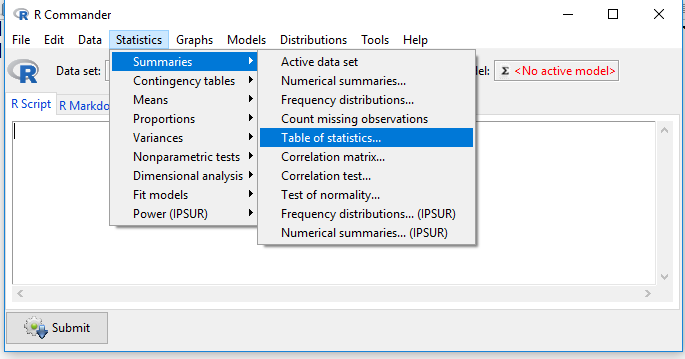 R Commander
File Edit Data Statistics Graphs Models Distributions Tools Help
Data set: Σ <No active model>
R Script R Markdo
Summaries
Contingency tables
Means
Proportions
Variances
Nonparametric tests
Dimensional analysis
Fit models
Power (IPSUR)
Active data set
Numerical summaries...
Frequency distributions...
Count missing observations
Table of statistics...
Correlation matrix...
Correlation test...
Test of normality...
Frequency distributions... (IPSUR)
Numerical summaries... (IPSUR)
Submit